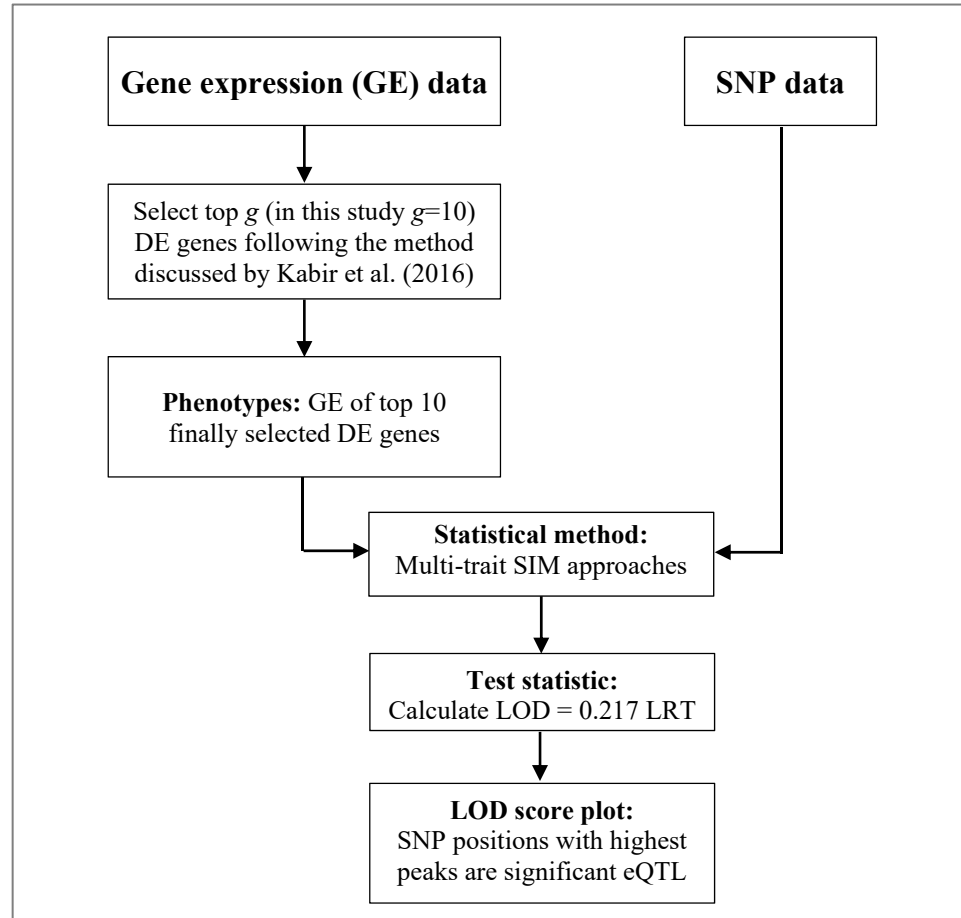 Gene expression (GE) data
SNP data
Select top g (in this study g=10)
DE genes following the method
discussed by Kabir et al. (2016)
Phenotypes: GE of top 10
finally selected DE genes
Statistical method:
Multi-trait SIM approaches
Test statistic:
Calculate LOD = 0.217 LRT
LOD score plot:
SNP positions with highest
peaks are significant eQTL